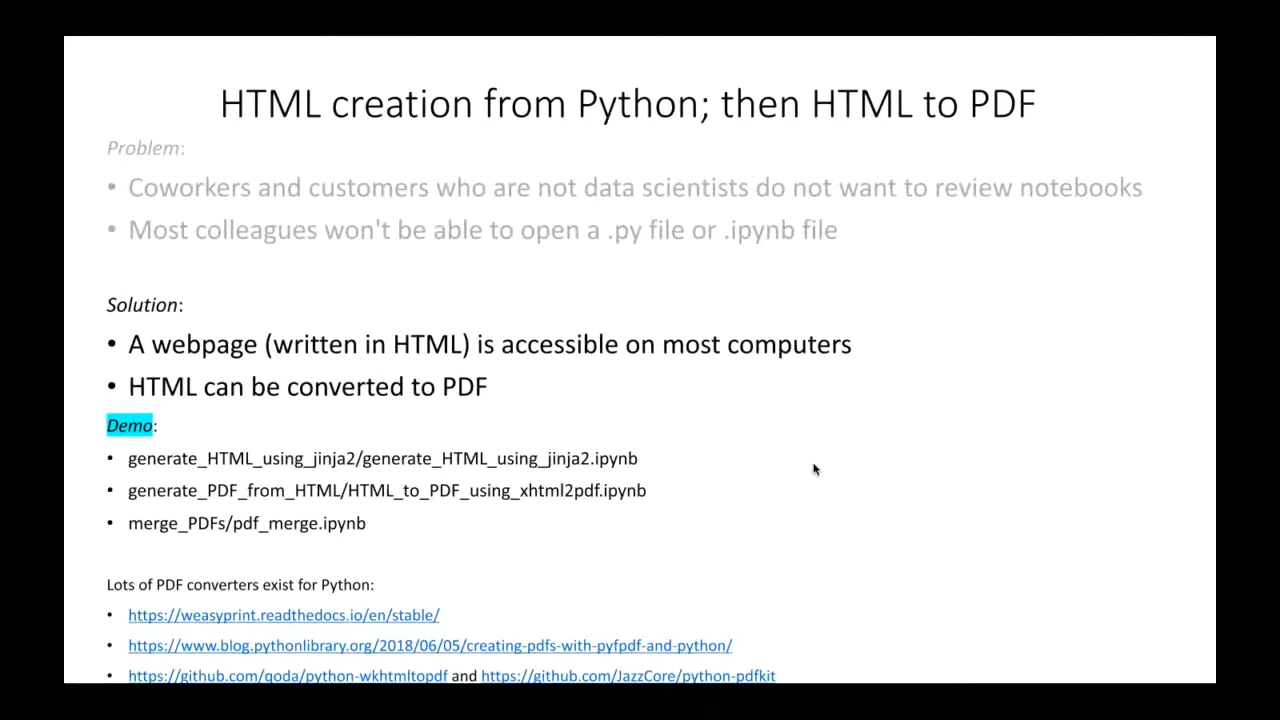 HTML creation from Python; then HTML to PDF
Problem:
• Coworkers and customers who are not data scientists do not want to review notebooks
• Most colleagues won't be able to open a .py file or .ipynb file
Solution:
• A webpage (written in HTML) is accessible on most computers
• HTML can be converted to PDF
Demo:
• generate_HTML_using_jinja2/generate_HTML_using_jinja2.ipynb
• generate_PDF_from_HTML/HTML_to_PDF_using_xhtml2pdf.ipynb
• merge_PDFs/pdf_merge.ipynb
Lots of PDF converters exist for Python:
• https://weasyprint.readthedocs.io/en/stable/
• https://www.blog.pythonlibrary.org/2018/06/05/creating-pdfs-with-pyfpdf-and-python/
• https://github.com/qoda/python-wkhtmltopdf and https://github.com/JazzCore/python-pdfkit